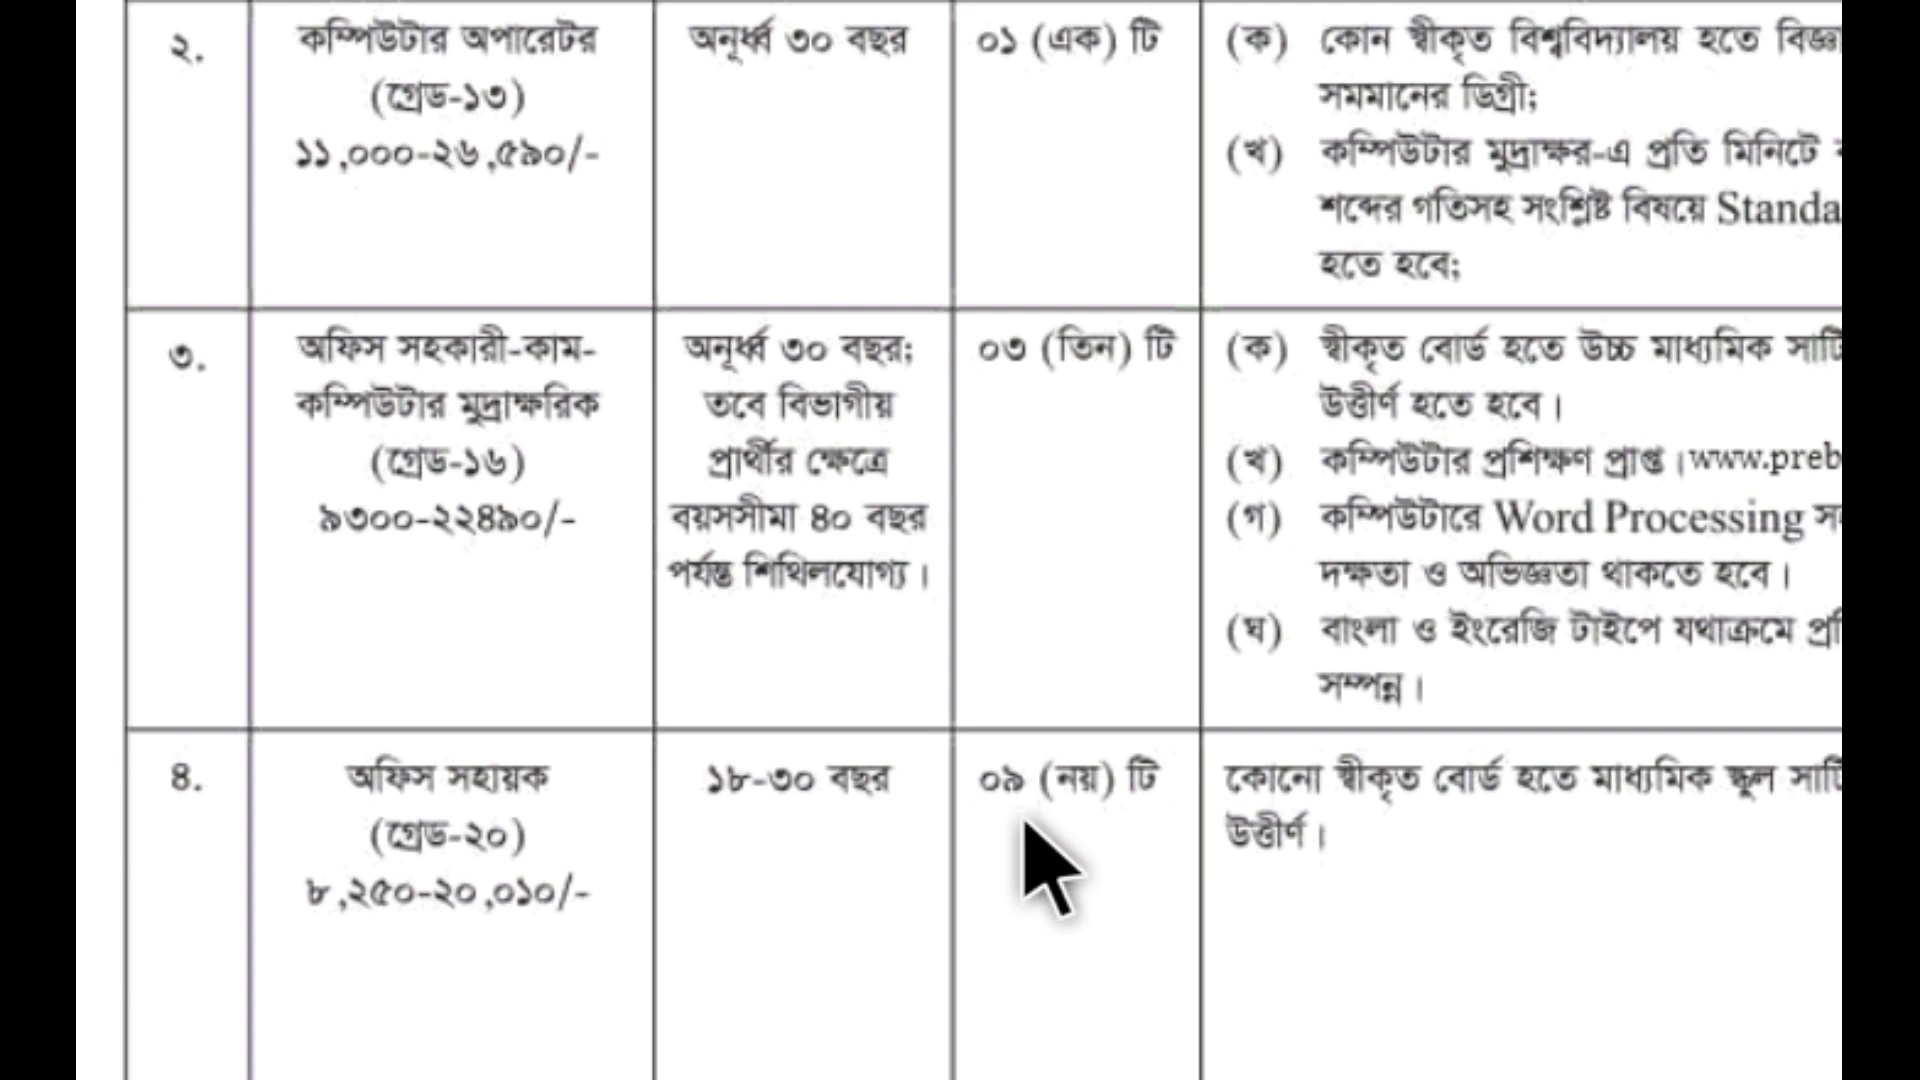 ২.
কম্পিউটার অপারেটর
(গ্রেড-১৩)
১১,০০০-২৬,৫৯০/-
অনূর্ধ্ব ৩০ বছর
০১ (এক) টি
(ক) কোন স্বীকৃত বিশ্ববিদ্যালয় হতে
সমমানের ডিগ্রী;
(খ) কম্পিউটার মুদ্রাক্ষর-এ প্রতি মিনিটে
শব্দের গতিসহ সংশ্লিষ্ট বিষয়ে Standa
হতে হবে;
৩.
অফিস সহকারী-কাম-
কম্পিউটার মুদ্রাক্ষরিক
(গ্রেড-১৬)
৯৩০০-২২৪৯০/-
অনূর্ধ্ব ৩০ বছর;
তবে বিভাগীয়
প্রার্থীর ক্ষেত্রে
বয়সসীমা ৪০ বছর
পর্যন্ত শিথিলযোগ্য।
০৩ (তিন) টি
(ক) স্বীকৃত বোর্ড হতে উচ্চ মাধ্যমিক
উত্তীর্ণ হতে হবে।
(খ) কম্পিউটার প্রশিক্ষণ প্রাপ্ত।www.preb
(গ) কম্পিউটারে Word Processing
দক্ষতা ও অভিজ্ঞতা থাকতে হবে।
(ঘ) বাংলা ও ইংরেজি টাইপে যথাক্রমে
সম্পন্ন।
৪.
অফিস সহায়ক
(গ্রেড-২০)
৮,২৫০-২০,০১০/-
১৮-৩০ বছর
০৯ (নয়) টি
কোনো স্বীকৃত বোর্ড হতে মাধ্যমিক স্কুল
উত্তীর্ণ।